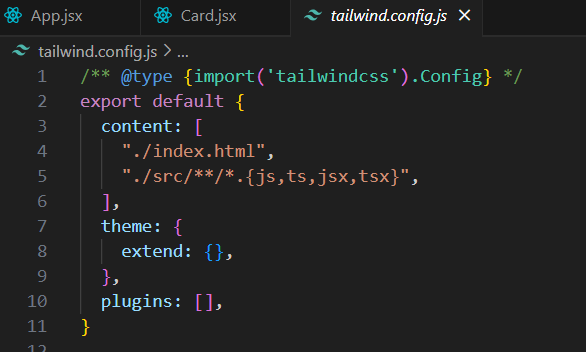 App.jsx Card.jsx tailwind.config.js ×
tailwind.config.js > ...
1 /** @type {import('tailwindcss').Config} */
2 export default {
3 content: [
4 "./index.html",
5 "./src/**/*.{js,ts,jsx,tsx}",
6 ],
7 theme: {
8 extend: {},
9 },
10 plugins: [],
11 }
12